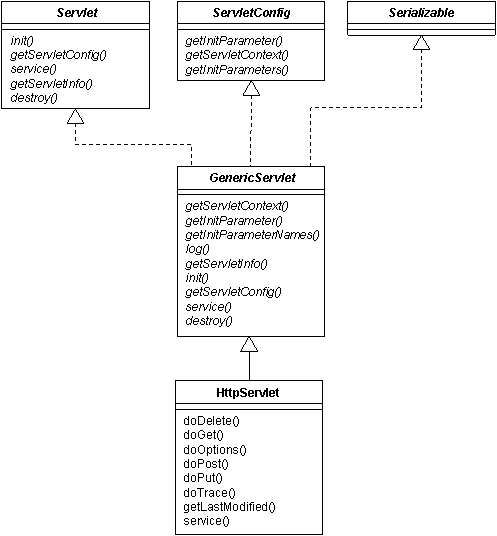 Servlet
init()
getServletConfig()
service()
getServletInfo()
destroy()
ServletConfig
getInitParameter()
getServletContext()
getInitParameters()
Serializable
GenericServlet
getServletContext()
getInitParameter()
getInitParameterNames()
log()
getServletInfo()
init()
getServletConfig()
service()
destroy()
HttpServlet
doDelete()
doGet()
doOptions()
doPost()
doPut()
doTrace()
getLastModified()
service()